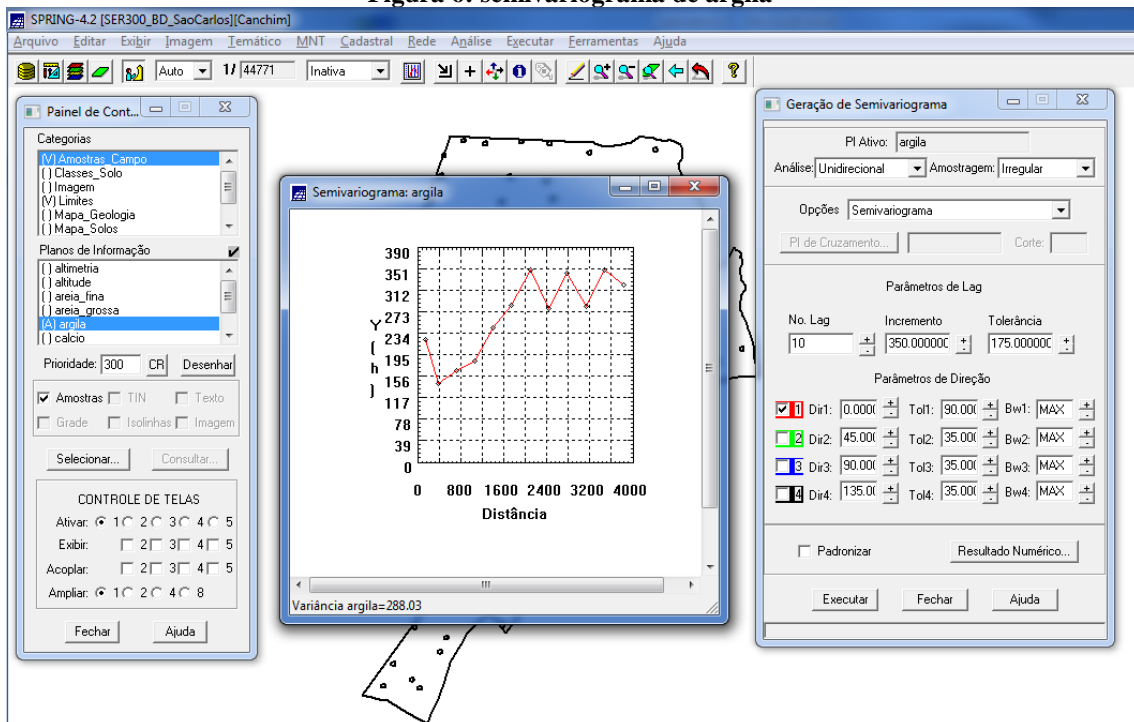 Figura 6: semivariograma de argila
SPRING-4.2 [SER300_BD_SaoCarlos][Canchim]
Arquivo Editar Exibir Imagem Temático MNT Cadastral Rede Análise Executar Ferramentas Ajuda
Auto 1/ 44771 Inativa
Painel de Cont...
Categorias
(V) Amostras_Campo
( ) Classes_Solo
( ) Imagem
(V) Limites
( ) Mapa_Geologia
( ) Mapa_Solos
Planos de Informação
( ) altimetria
( ) altitude
( ) areia_fina
( ) areia_grossa
(A) argila
( ) calcio
Prioridade: 300 CR Desenhar
Amostras TIN Texto
Grade Isolinhas Imagem
Selecionar... Consultar...
CONTROLE DE TELAS
Ativar: 1 2 3 4 5
Exibir: 2 3 4 5
Acoplar: 2 3 4 5
Ampliar: 1 2 4 8
Fechar Ajuda
Semivariograma: argila
390
351
312
273
234
195
156
117
78
39
0
Y(h)
0 800 1600 2400 3200 4000
Distância
Variância argila=288.03
Geração de Semivariograma
PI Ativo: argila
Análise: Unidirecional Amostragem: Irregular
Opções Semivariograma
PI de Cruzamento... Corte:
Parâmetros de Lag
No. Lag Incremento Tolerância
10 350.000000 175.000000
Parâmetros de Direção
1 Dir1: 0.000( Tol1: 90.00( Bw1: MAX
2 Dir2: 45.00( Tol2: 35.00( Bw2: MAX
3 Dir3: 90.00( Tol3: 35.00( Bw3: MAX
4 Dir4: 135.0( Tol4: 35.00( Bw4: MAX
Padronizar Resultado Numérico...
Executar Fechar Ajuda